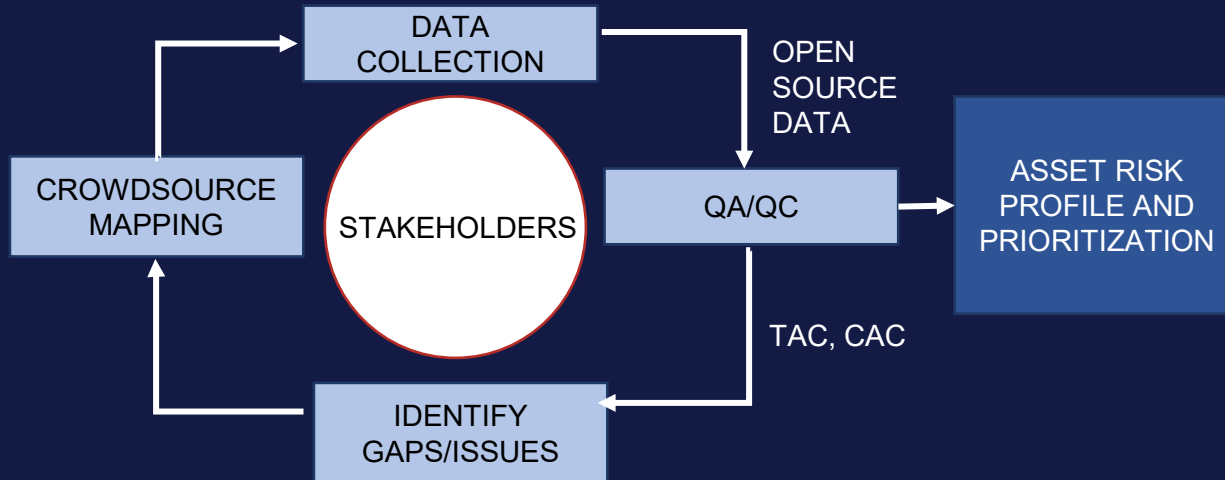 DATA
COLLECTION
OPEN
SOURCE
DATA
CROWDSOURCE
MAPPING
STAKEHOLDERS
QA/QC
ASSET RISK
PROFILE AND
PRIORITIZATION
TAC, CAC
IDENTIFY
GAPS/ISSUES